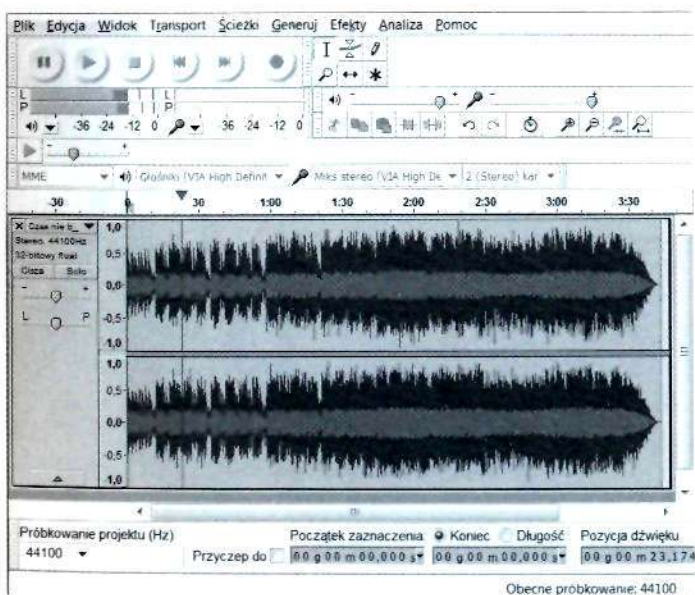 Plik Edycja Widok Transport Ścieżki Generuj Efekty Analiza Pomoc
L L
P P
-36 -24 -12 0 -36 -24 -12 0
MME Głośniki (VIA High Definit Miks stereo (VIA High De 2 (Stereo) kar
-30 0 30 1:00 1:30 2:00 2:30 3:00 3:30
X Czas nie b_
Stereo, 44100Hz
32-bitowy float
Cisza Solo
- +
L P
1,0
0,5-
0,0-
-0,5-
1,0
1,0
0,5-
0,0-
-0,5-
1,0
Próbkowanie projektu (Hz) Początek zaznaczenia Koniec Długość Pozycja dźwięku
44100 Przyczep do 00 g 00 m 00,000 s 00 g 00 m 00,000 s 00 g 00 m 23,174
Obecne próbkowanie: 44100